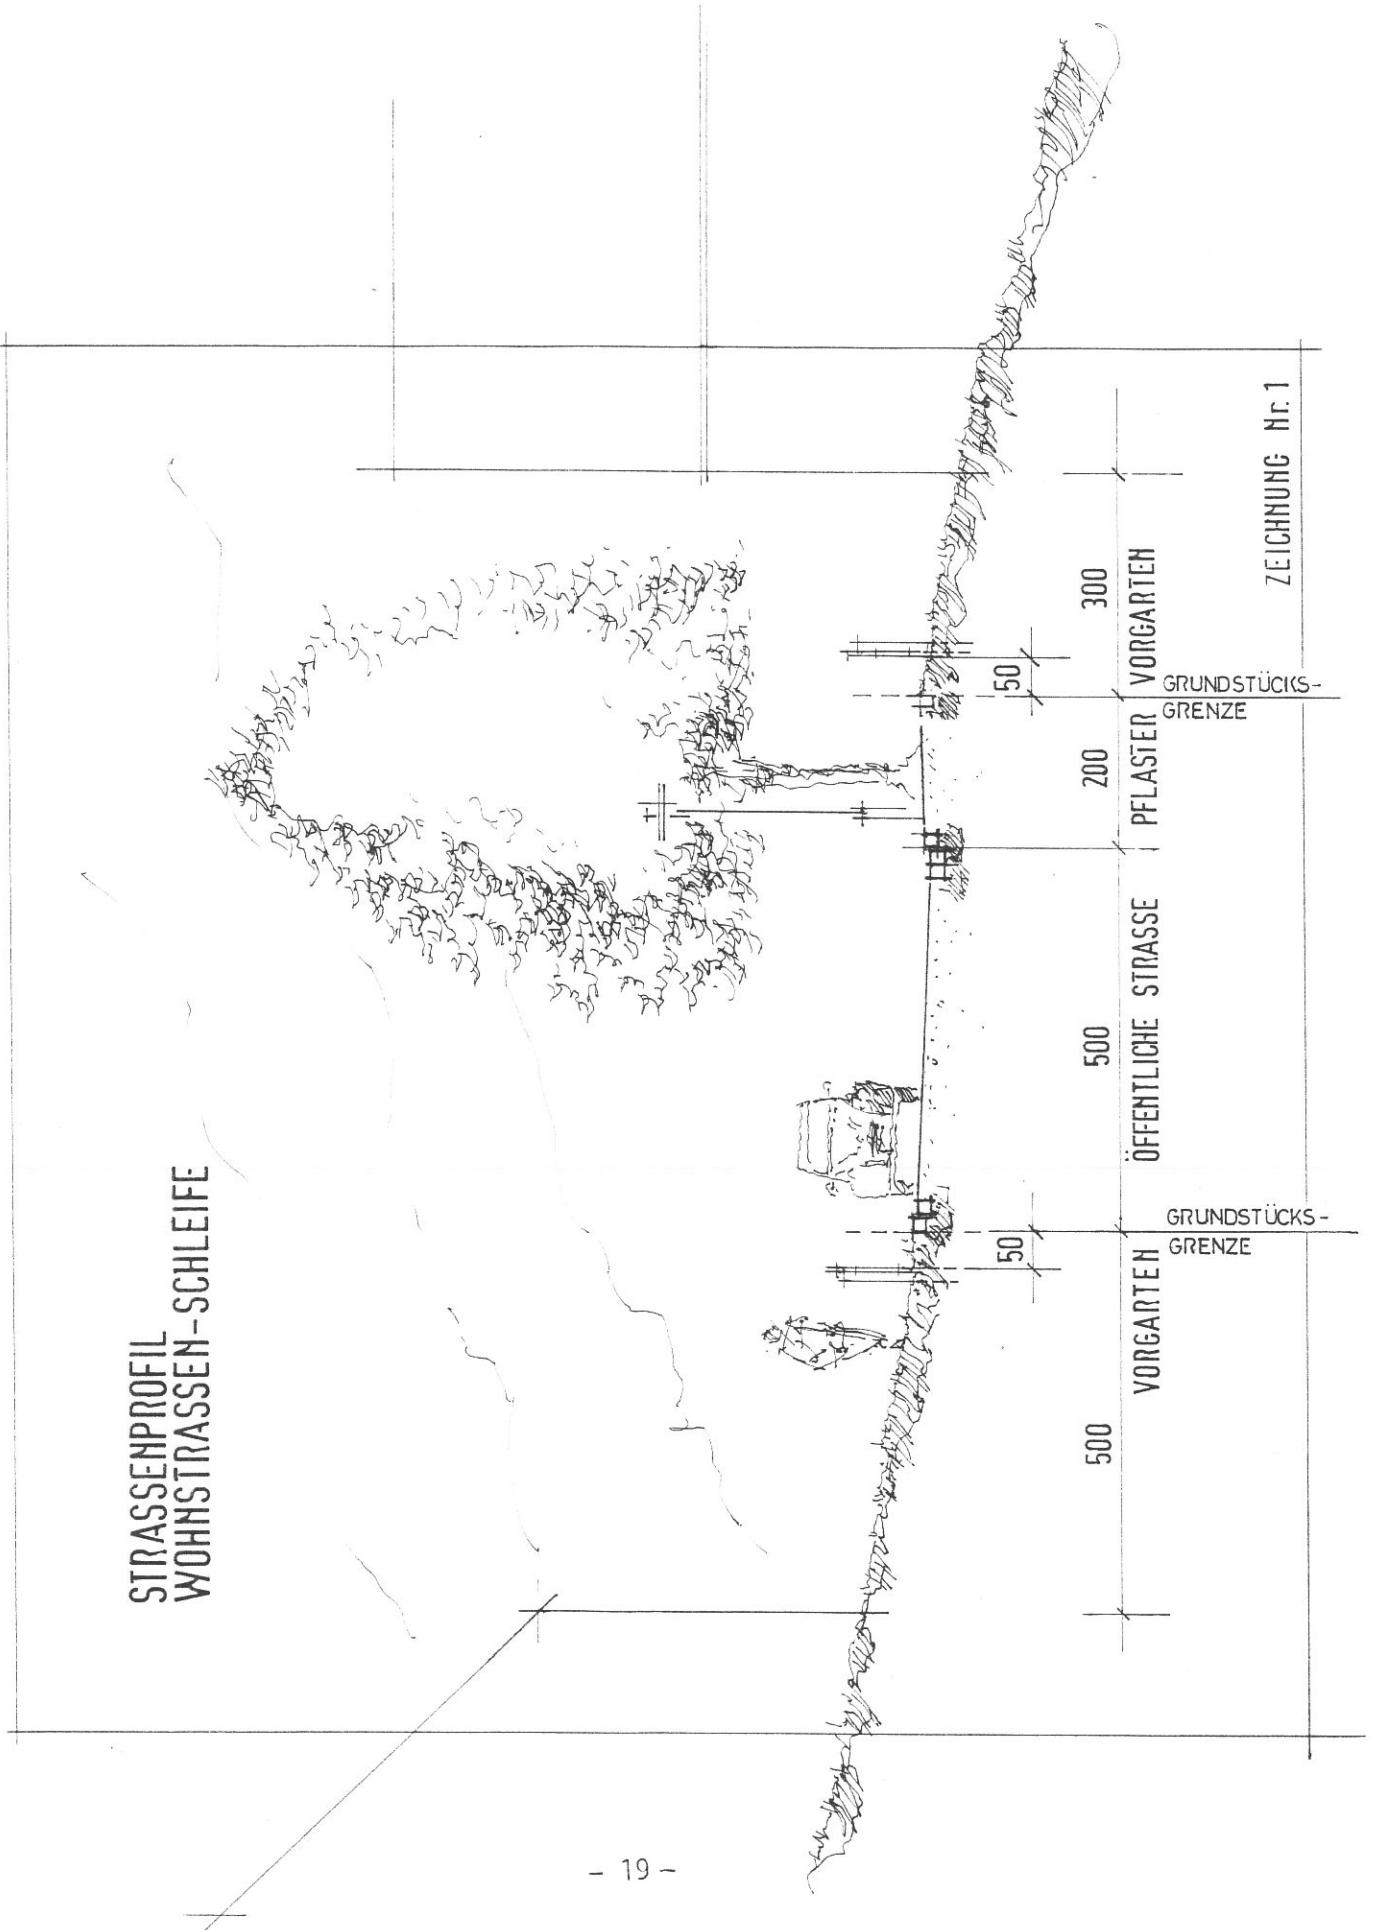 STRASSENPROFIL
WOHNSTRASSEN-SCHLEIFE
50
50
500
500
200
300
VORGARTEN
ÖFFENTLICHE STRASSE
PFLASTER
VORGARTEN
GRUNDSTÜCKS-
GRENZE
GRUNDSTÜCKS-
GRENZE
ZEICHNUNG Nr. 1
- 19 -